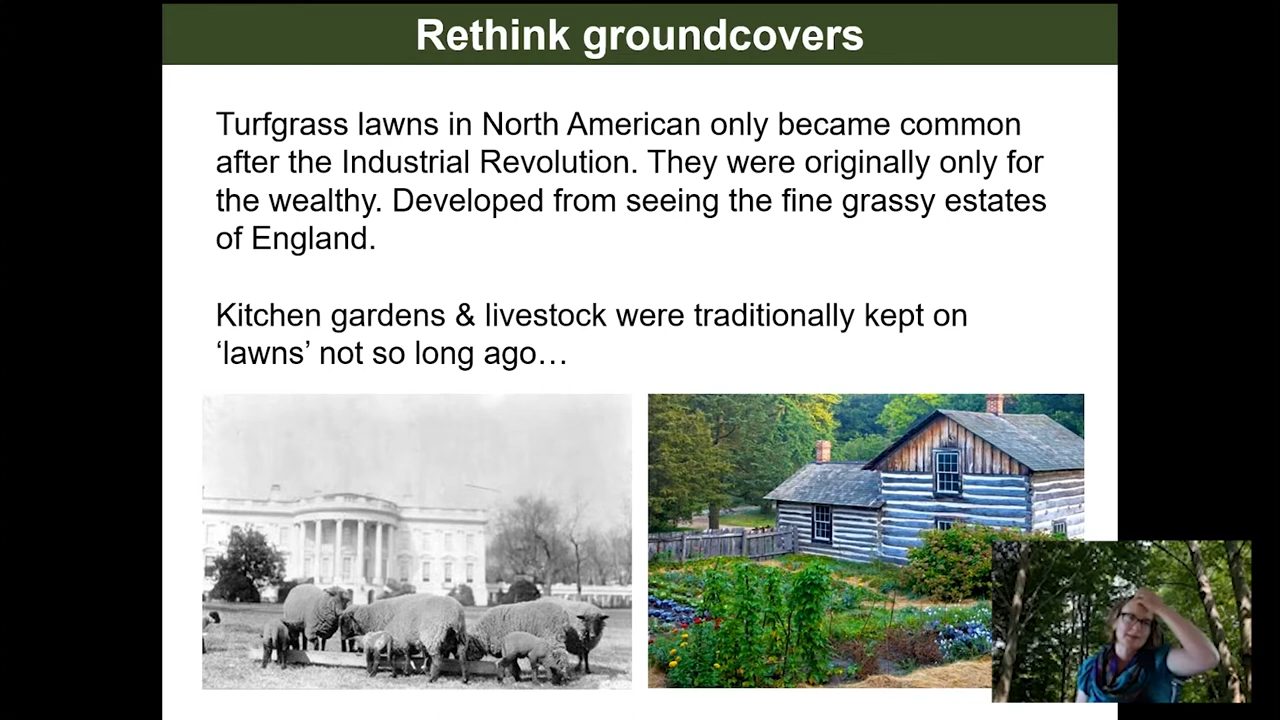 Rethink groundcovers
Turfgrass lawns in North American only became common
after the Industrial Revolution. They were originally only for
the wealthy. Developed from seeing the fine grassy estates
of England.
Kitchen gardens & livestock were traditionally kept on
‘lawns’ not so long ago…